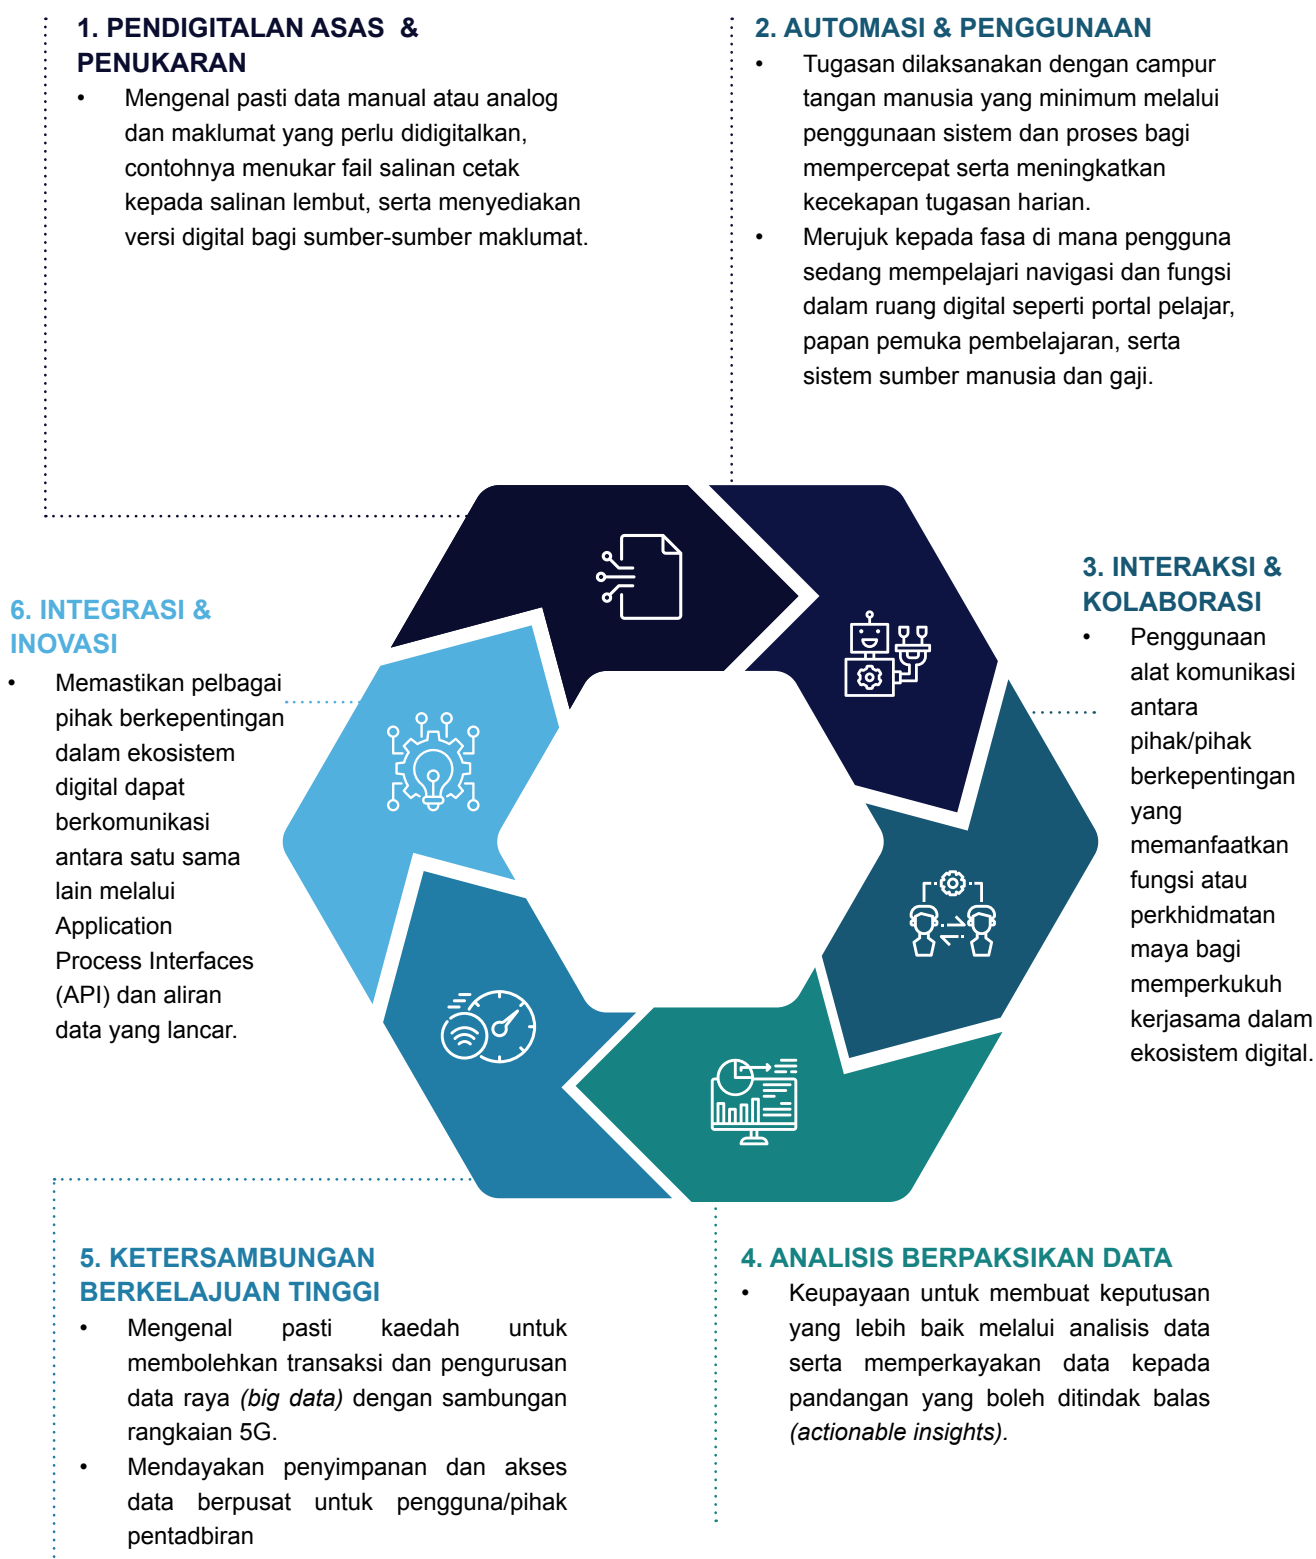 1. PENDIGITALAN ASAS &
PENUKARAN
• Mengenal pasti data manual atau analog
dan maklumat yang perlu didigitalkan,
contohnya menukar fail salinan cetak
kepada salinan lembut, serta menyediakan
versi digital bagi sumber-sumber maklumat.
2. AUTOMASI & PENGGUNAAN
• Tugasan dilaksanakan dengan campur
tangan manusia yang minimum melalui
penggunaan sistem dan proses bagi
mempercepat serta meningkatkan
kecekapan tugasan harian.
• Merujuk kepada fasa di mana pengguna
sedang mempelajari navigasi dan fungsi
dalam ruang digital seperti portal pelajar,
papan pemuka pembelajaran, serta
sistem sumber manusia dan gaji.
3. INTERAKSI &
KOLABORASI
• Penggunaan
alat komunikasi
antara
pihak/pihak
berkepentingan
yang
memanfaatkan
fungsi atau
perkhidmatan
maya bagi
memperkukuh
kerjasama dalam
ekosistem digital.
4. ANALISIS BERPAKSIKAN DATA
• Keupayaan untuk membuat keputusan
yang lebih baik melalui analisis data
serta memperkayakan data kepada
pandangan yang boleh ditindak balas
(actionable insights).
5. KETERSAMBUNGAN
BERKELAJUAN TINGGI
• Mengenal pasti kaedah untuk
membolehkan transaksi dan pengurusan
data raya (big data) dengan sambungan
rangkaian 5G.
• Mendayakan penyimpanan dan akses
data berpusat untuk pengguna/pihak
pentadbiran
6. INTEGRASI &
INOVASI
• Memastikan pelbagai
pihak berkepentingan
dalam ekosistem
digital dapat
berkomunikasi
antara satu sama
lain melalui
Application
Process Interfaces
(API) dan aliran
data yang lancar.